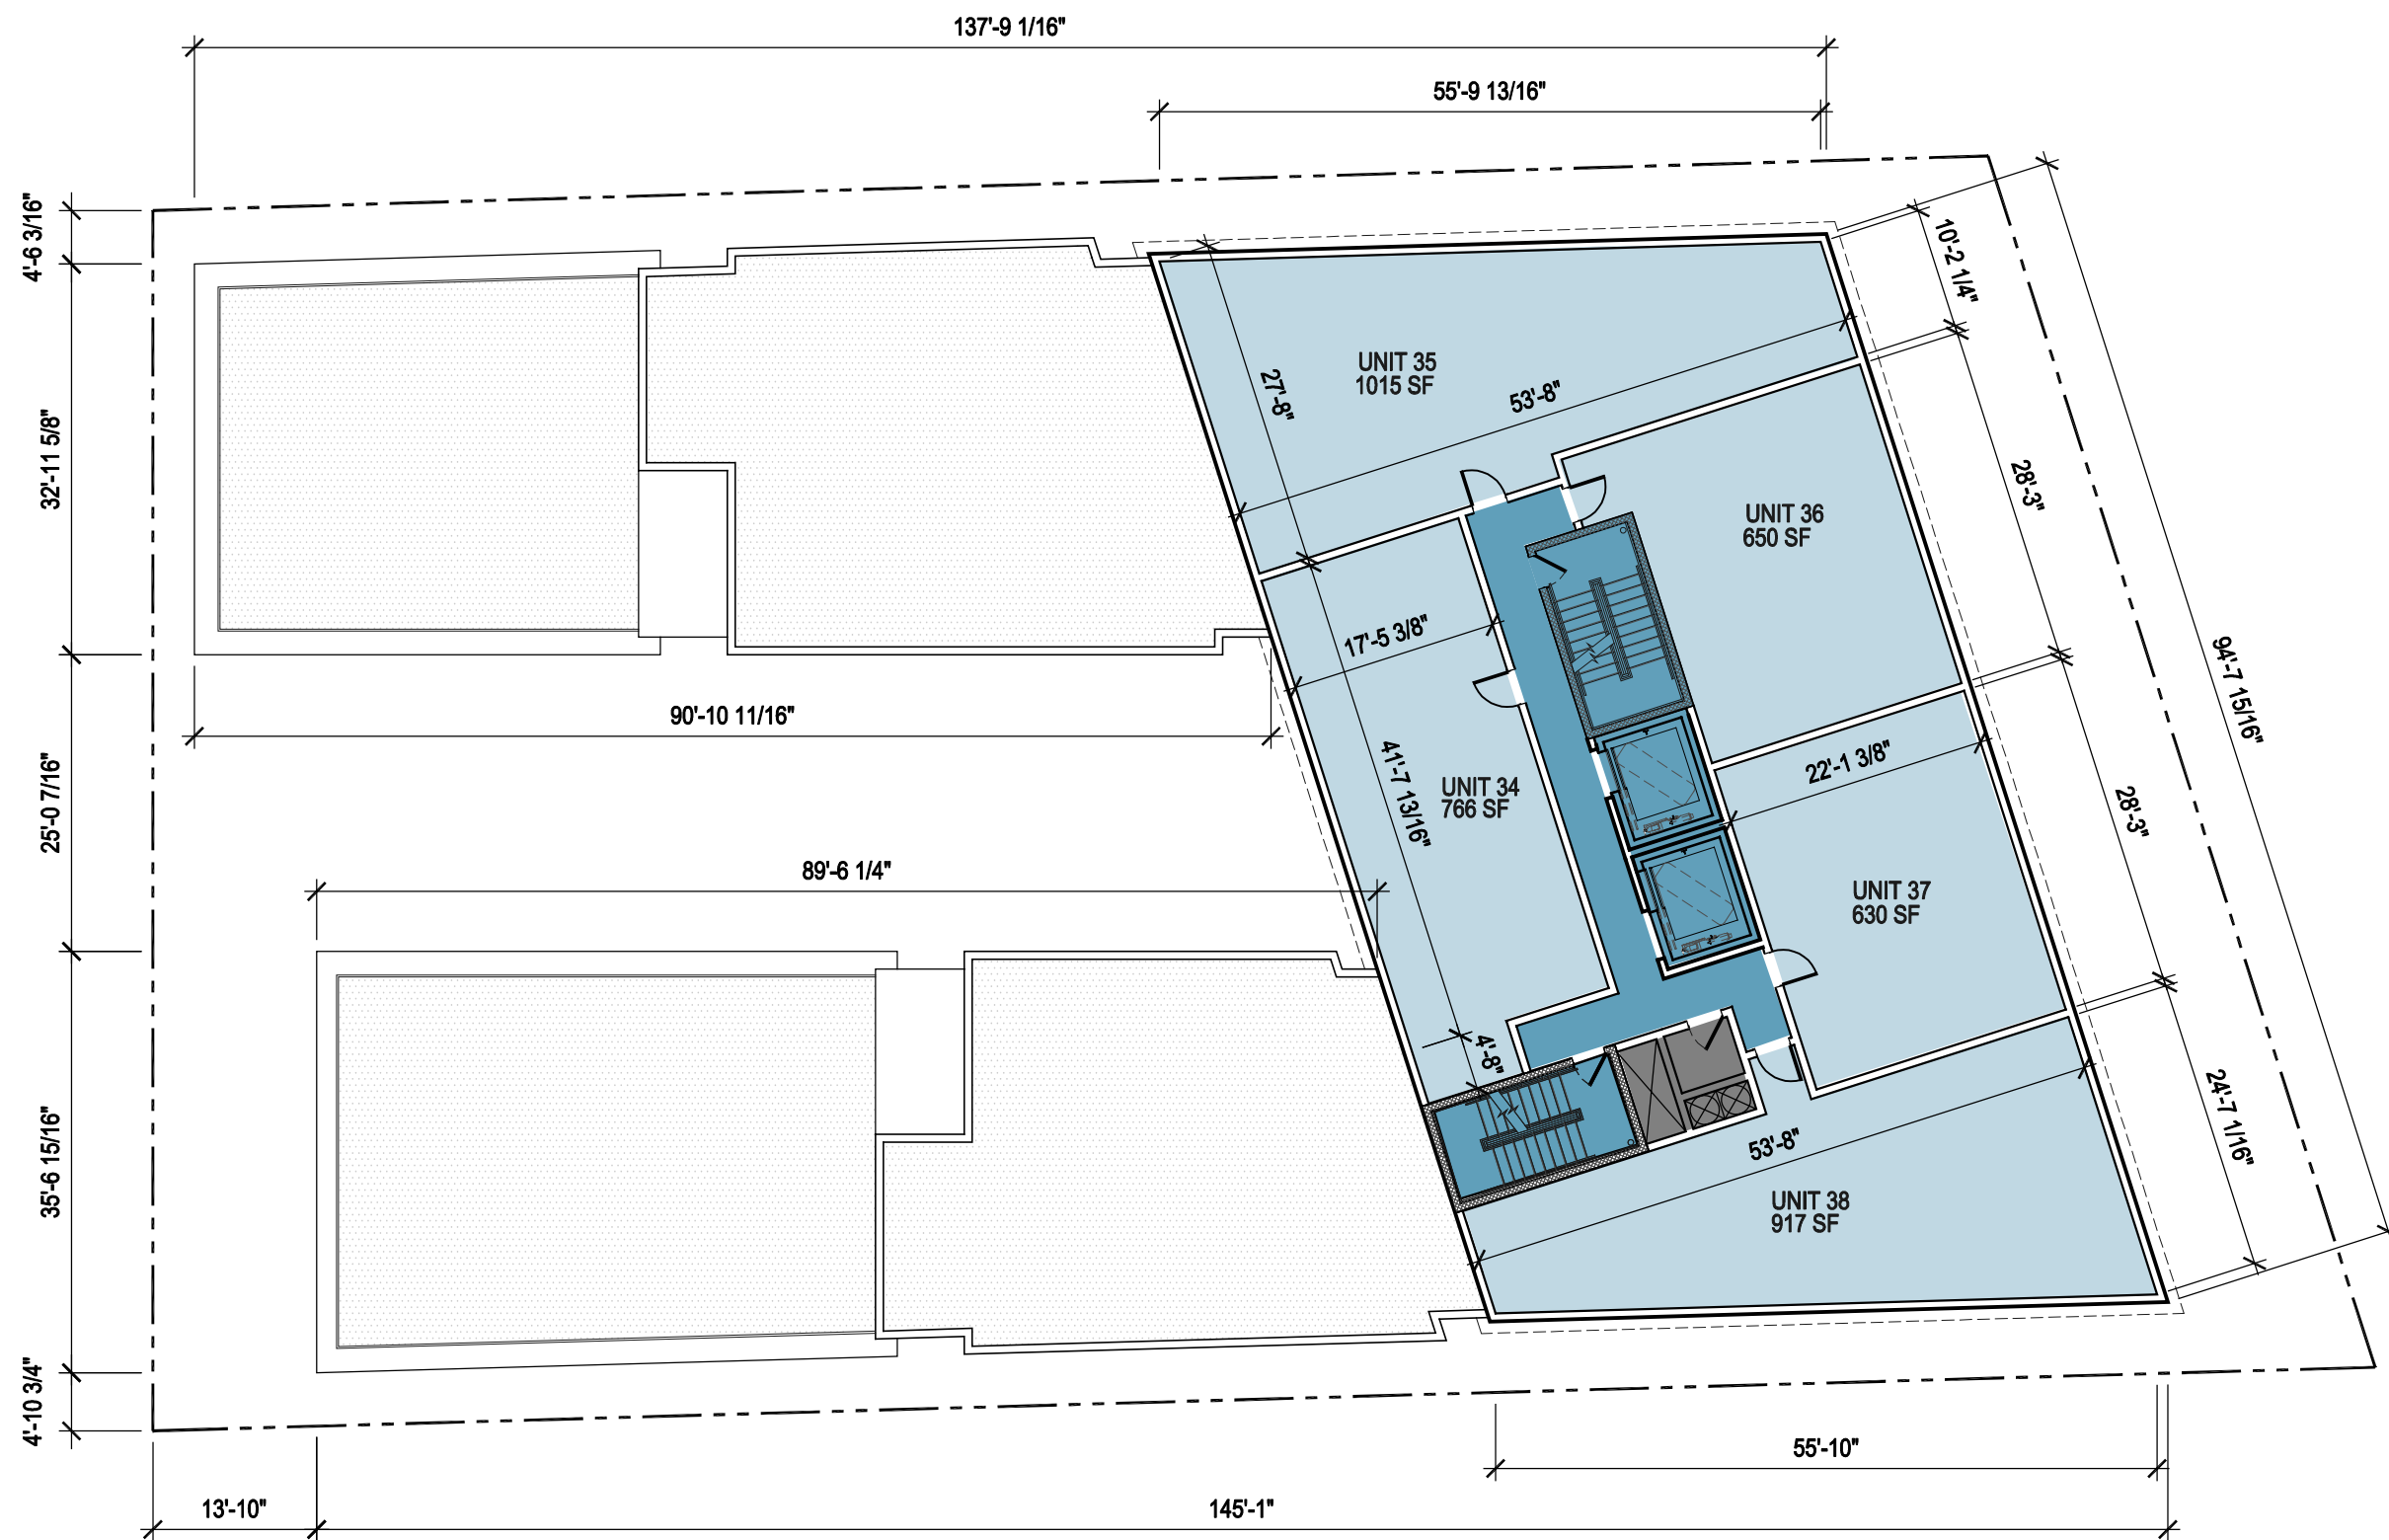 137'-9 1/16"
55'-9 13/16"
4'-6 3/16"
10'-2 1/4"
UNIT 35
1015 SF
27'-8"
53'-8"
32'-11 5/8"
28'-3"
UNIT 36
650 SF
17'-5 3/8"
94'-7 15/16"
90'-10 11/16"
41'-7 13/16"
22'-1 3/8"
UNIT 34
766 SF
25'-0 7/16"
28'-3"
89'-6 1/4"
UNIT 37
630 SF
4'-8"
35'-6 15/16"
24'-7 1/16"
53'-8"
UNIT 38
917 SF
4'-10 3/4"
55'-10"
13'-10"
145'-1"